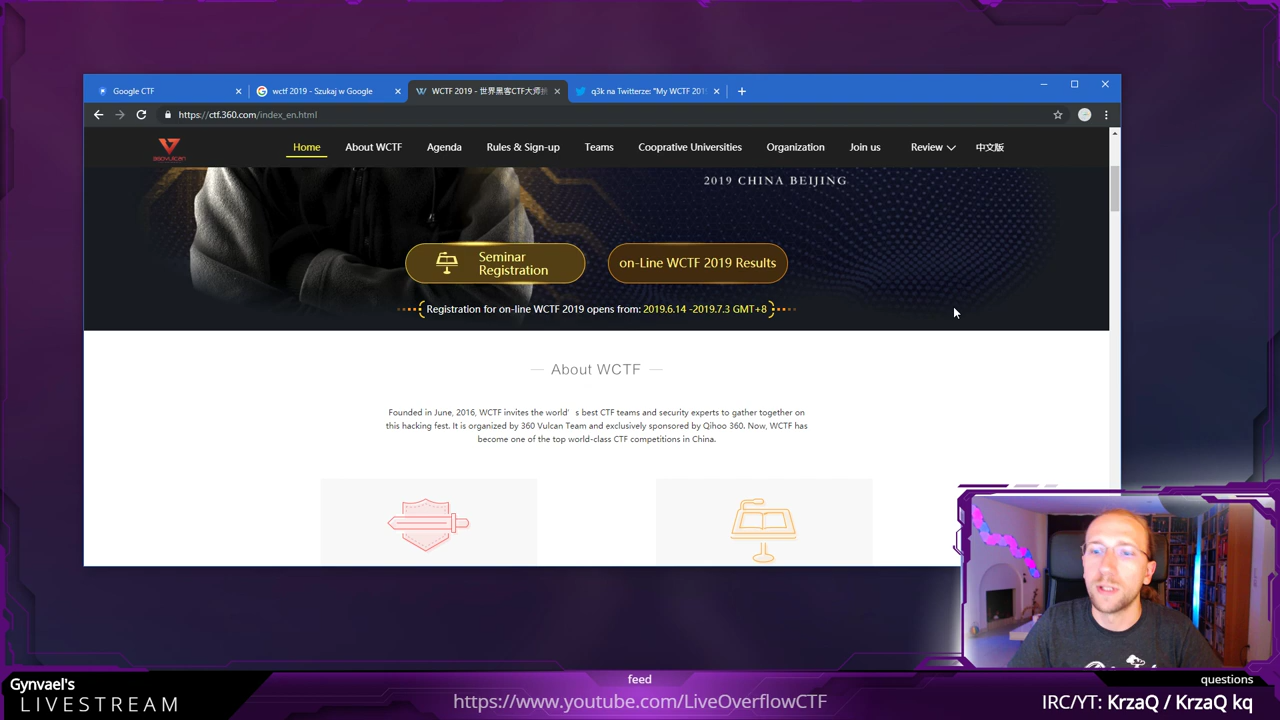 Google CTF
wctf 2019 - Szukaj w Google
WCTF 2019 - 世界黑客CTF大师挑
q3k na Twitterze: "My WCTF 2019
https://ctf.360.com/index_en.html
360VULCAN
Home
About WCTF
Agenda
Rules & Sign-up
Teams
Cooprative Universities
Organization
Join us
Review
中文版
2019 CHINA BEIJING
Seminar
Registration
on-Line WCTF 2019 Results
Registration for on-line WCTF 2019 opens from: 2019.6.14 -2019.7.3 GMT+8
About WCTF
Founded in June, 2016, WCTF invites the world's best CTF teams and security experts to gather together on
this hacking fest. It is organized by 360 Vulcan Team and exclusively sponsored by Qihoo 360. Now, WCTF has
become one of the top world-class CTF competitions in China.
Gynvael's
LIVESTREAM
feed
https://www.youtube.com/LiveOverflowCTF
questions
IRC/YT: KrzaQ / KrzaQ kq